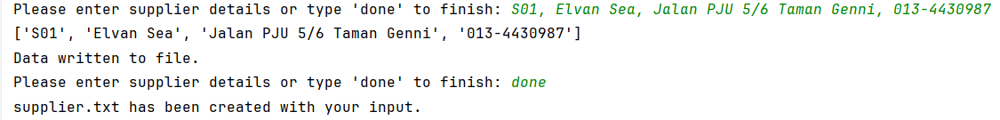 Please enter supplier details or type 'done' to finish: S01, Elvan Sea, Jalan PJU 5/6 Taman Genni, 013-4430987
['S01', 'Elvan Sea', 'Jalan PJU 5/6 Taman Genni', '013-4430987']
Data written to file.
Please enter supplier details or type 'done' to finish: done
supplier.txt has been created with your input.